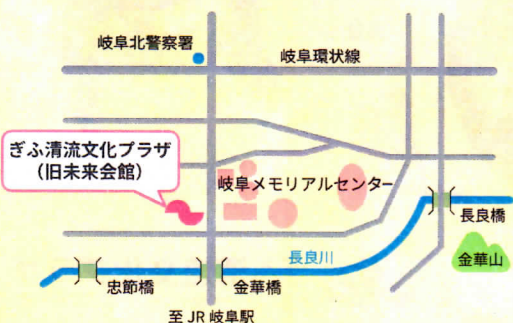 岐阜北警察署
岐阜環状線
ぎふ清流文化プラザ
(旧未来会館)
岐阜メモリアルセンター
長良橋
長良川
金華山
忠節橋
金華橋
至 JR 岐阜駅